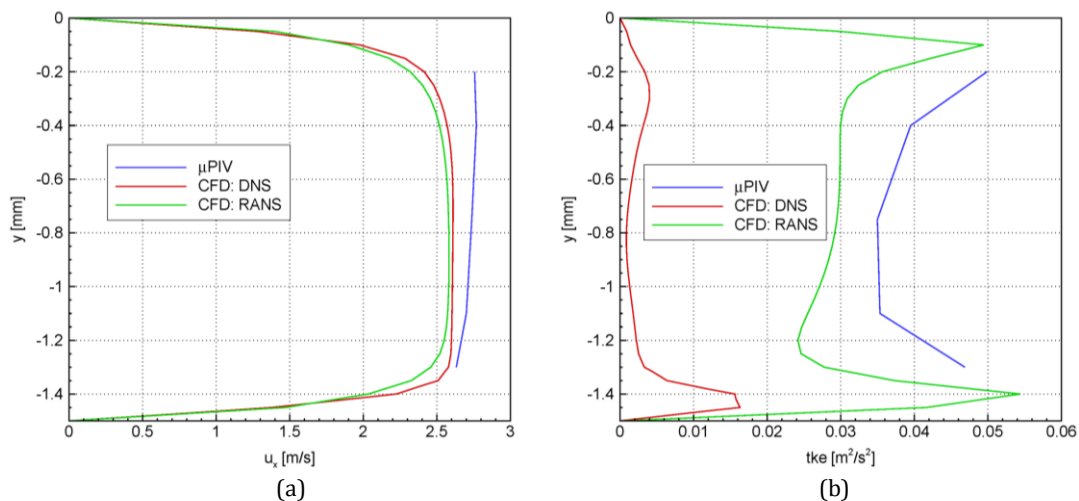 0
-0.2
-0.4
-0.6
-0.8
-1
-1.2
-1.4
y [mm]
0 0.5 1 1.5 2 2.5 3
uₓ [m/s]
μPIV
CFD: DNS
CFD: RANS
(a)
0
-0.2
-0.4
-0.6
-0.8
-1
-1.2
-1.4
y [mm]
0 0.01 0.02 0.03 0.04 0.05 0.06
tke [m²/s²]
μPIV
CFD: DNS
CFD: RANS
(b)